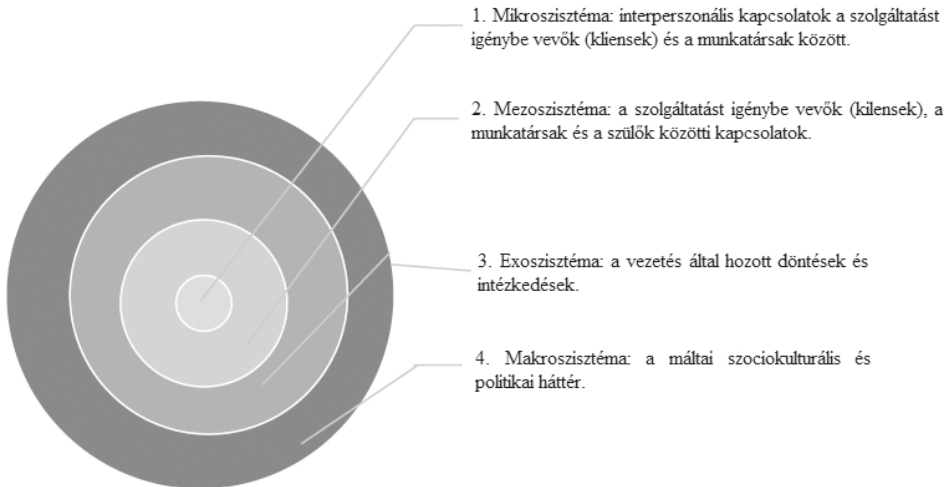 1. Mikroszisztéma: interperszonális kapcsolatok a szolgáltatást
igénybe vevők (kliensek) és a munkatársak között.
2. Mezoszisztéma: a szolgáltatást igénybe vevők (kilensek), a
munkatársak és a szülők közötti kapcsolatok.
3. Exoszisztéma: a vezetés által hozott döntések és
intézkedések.
4. Makroszisztéma: a máltai szociokulturális és
politikai háttér.